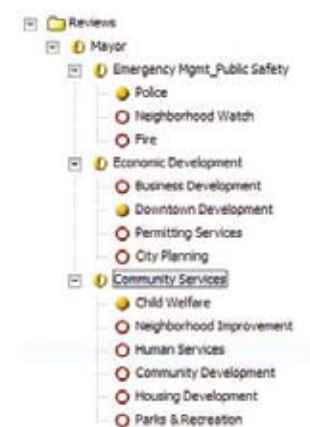 Reviews
Mayor
Emergency Mgmt_Public Safety
Police
Neighborhood Watch
Fire
Economic Development
Business Development
Downtown Development
Permitting Services
City Planning
Community Services
Child Welfare
Neighborhood Improvement
Human Services
Community Development
Housing Development
Parks & Recreation